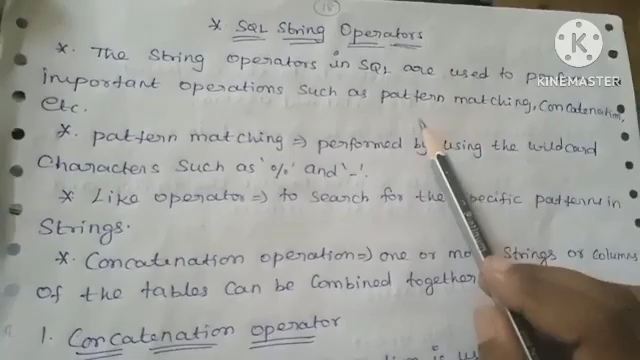 18
* SQL String Operators
K
KINEMASTER
* The String operators in SQL are used to
important operations such as pattern matching, Concatenation,
etc.
* pattern matching => performed by using the wildcard
Characters such as '%' and '_'.
* Like operator => to search for the specific patterns in
Strings.
* Concatenation operation => one or more Strings or columns
Of the tables can be Combined together
1. Concatenation operator